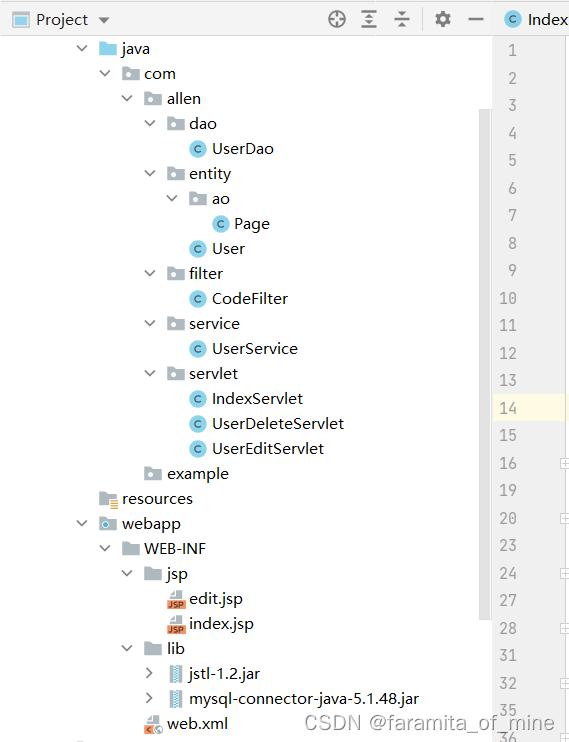 Project
Index
java
com
allen
dao
UserDao
entity
ao
Page
User
filter
CodeFilter
service
UserService
servlet
IndexServlet
UserDeleteServlet
UserEditServlet
example
resources
webapp
WEB-INF
jsp
edit.jsp
index.jsp
lib
jstl-1.2.jar
mysql-connector-java-5.1.48.jar
web.xml
1
2
3
4
5
6
7
8
9
10
11
12
13
14
15
16
19
20
23
24
27
28
31
32
35
36
CSDN @faramita_of_mine